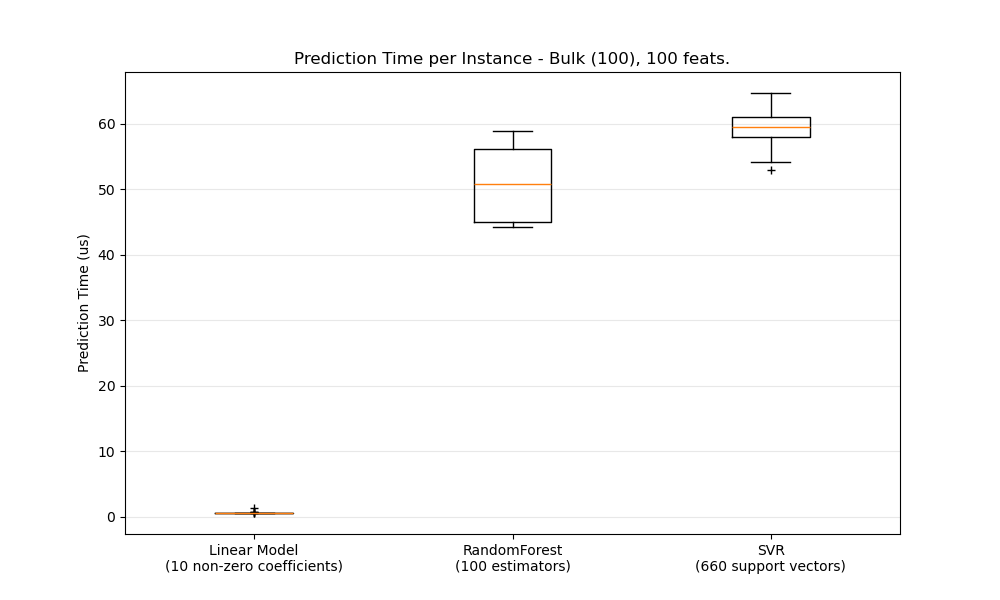 Prediction Time per Instance - Bulk (100), 100 feats.
Prediction Time (us)
60
50
40
30
20
10
0
Linear Model
(10 non-zero coefficients)
RandomForest
(100 estimators)
SVR
(660 support vectors)